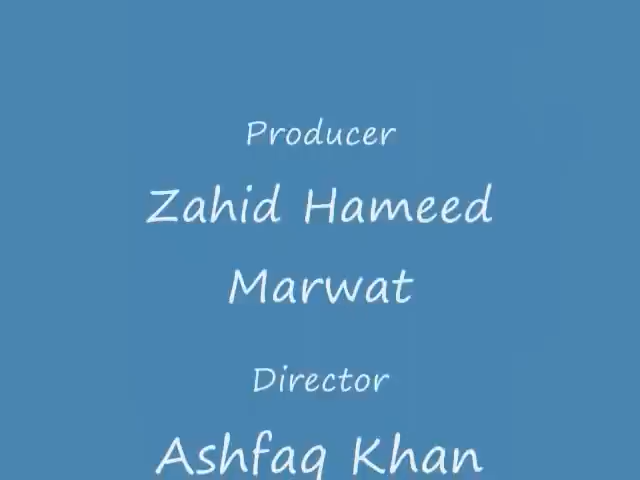 Producer
Zahid Hameed
Marwat
Director
Ashfaq Khan